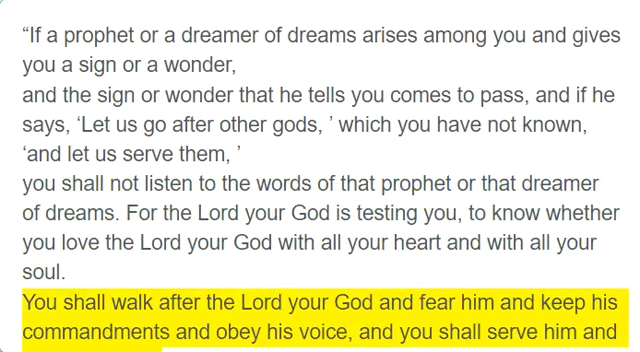 “If a prophet or a dreamer of dreams arises among you and gives
you a sign or a wonder,
and the sign or wonder that he tells you comes to pass, and if he
says, ‘Let us go after other gods, ’ which you have not known,
‘and let us serve them, ’
you shall not listen to the words of that prophet or that dreamer
of dreams. For the Lord your God is testing you, to know whether
you love the Lord your God with all your heart and with all your
soul.
You shall walk after the Lord your God and fear him and keep his
commandments and obey his voice, and you shall serve him and